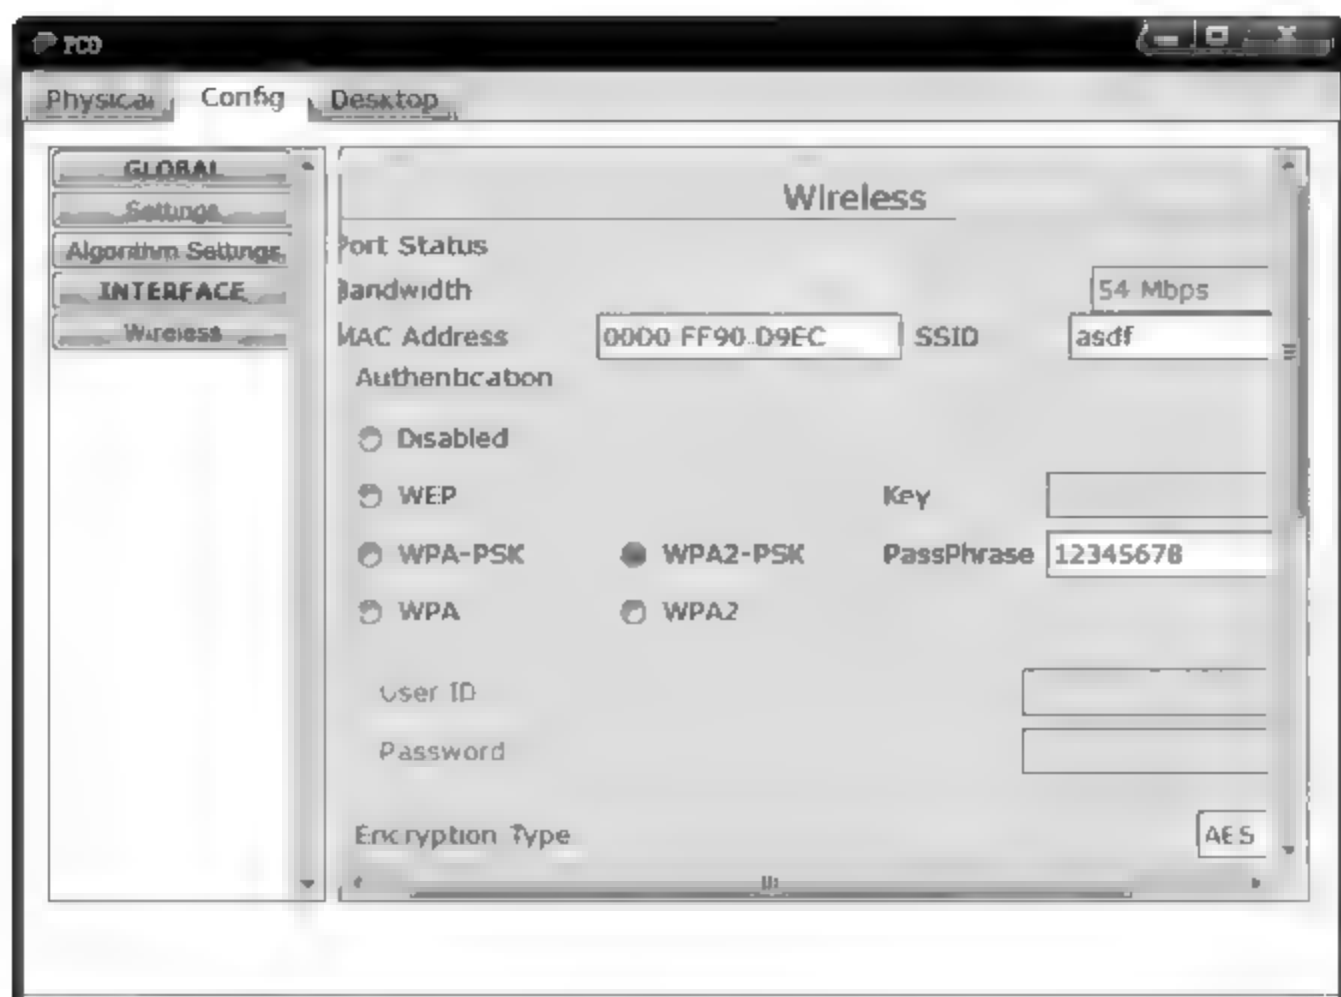 PC0
Physical Config Desktop
GLOBAL
Settings
Algorithm Settings
INTERFACE
Wireless
Wireless
Port Status
Bandwidth 54 Mbps
MAC Address 00D0.FF90.D9EC SSID asdf
Authentication
Disabled
WEP Key
WPA-PSK WPA2-PSK PassPhrase 12345678
WPA WPA2
User ID
Password
Encryption Type AES